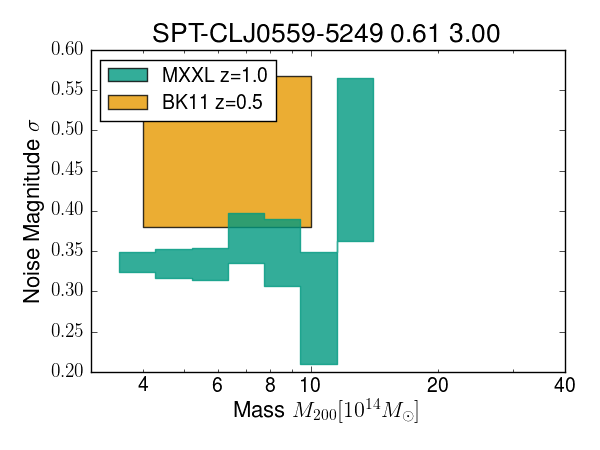 SPT-CLJ0559-5249 0.61 3.00
0.60
0.55
0.50
0.45
0.40
0.35
0.30
0.25
0.20
Noise Magnitude σ
MXXL z=1.0
BK11 z=0.5
4 6 8 10 20 40
Mass M₂₀₀[10¹⁴M☉]